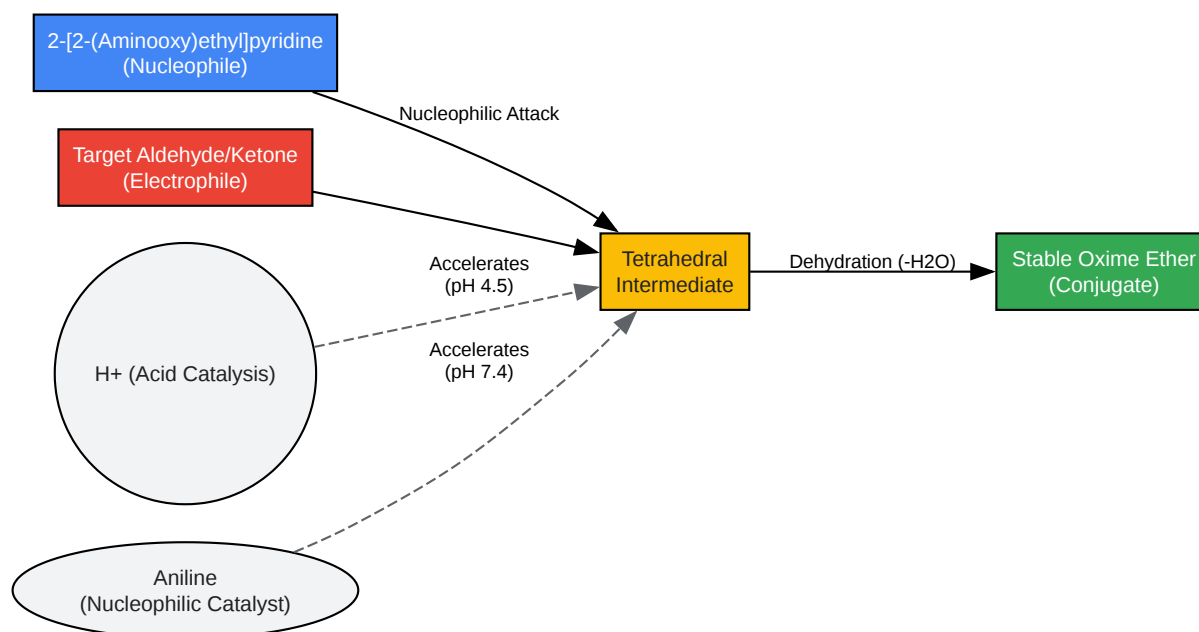 2-[2-(Aminooxy)ethyl]pyridine
(Nucleophile)
Nucleophilic Attack
Target Aldehyde/Ketone
(Electrophile)
Accelerates
(pH 4.5)
Tetrahedral
Intermediate
Dehydration (-H2O)
Stable Oxime Ether
(Conjugate)
H+ (Acid Catalysis)
Accelerates
(pH 7.4)
Aniline
(Nucleophilic Catalyst)